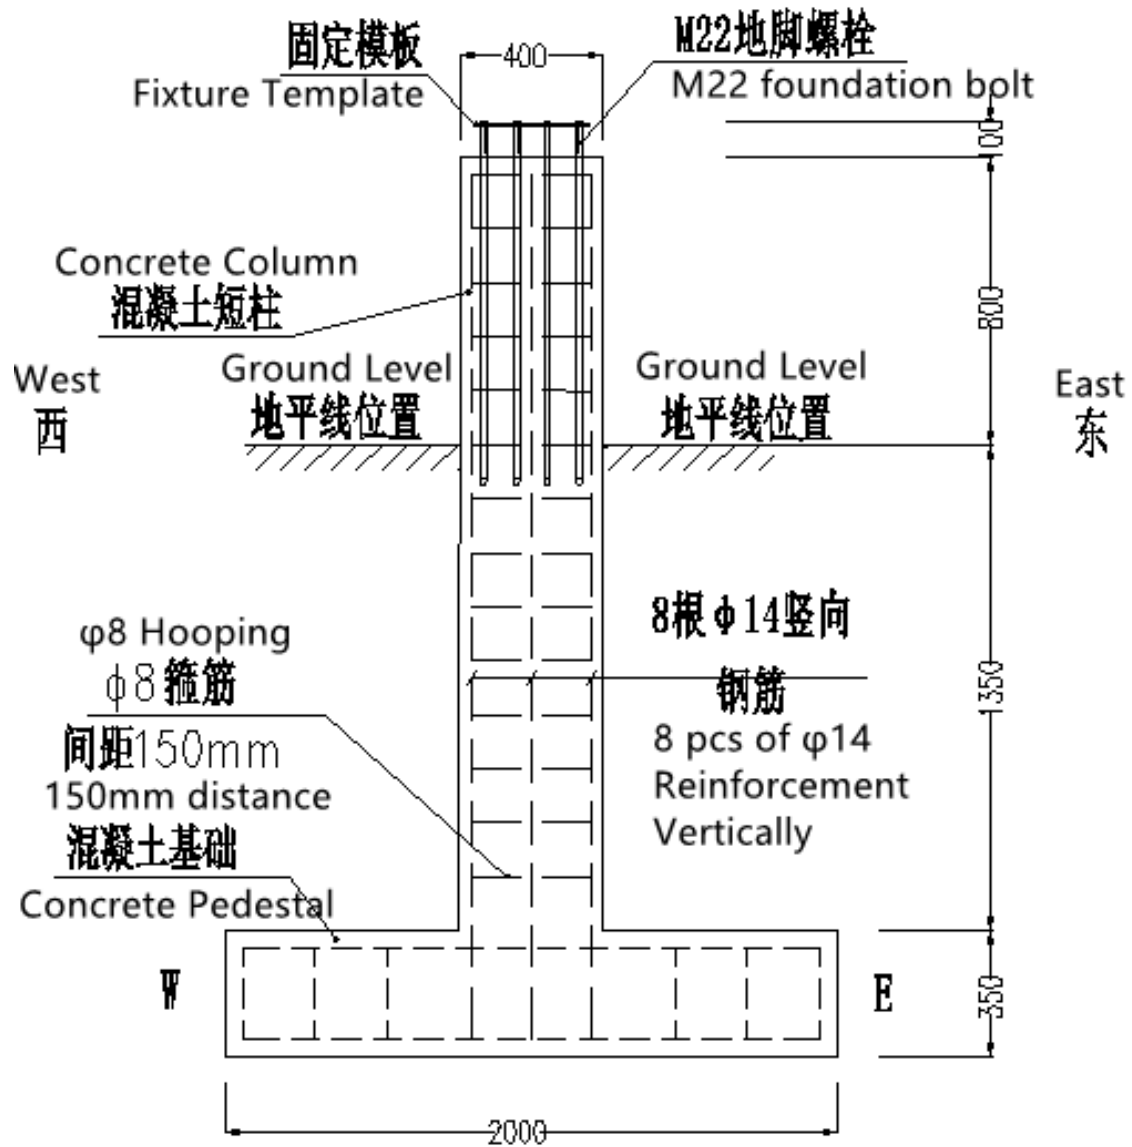 固定模板
Fixture Template
400
M22地脚螺栓
M22 foundation bolt
100
Concrete Column
混凝土短柱
800
West
西
Ground Level
地平线位置
Ground Level
地平线位置
East
东
φ8 Hooping
ϕ8箍筋
间距150mm
150mm distance
8根ϕ14竖向
钢筋
8 pcs of φ14
Reinforcement
Vertically
1350
混凝土基础
Concrete Pedestal
W
E
350
2000